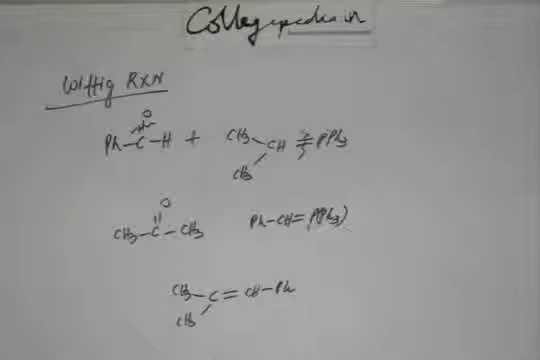 Collegepedia.in
Wittig RXN
O
Ph-C-H + CH3 CH = PPh3
CH3
O
CH3-C-CH3 Ph-CH=PPh3)
CH3-C=CH-Ph
CH3